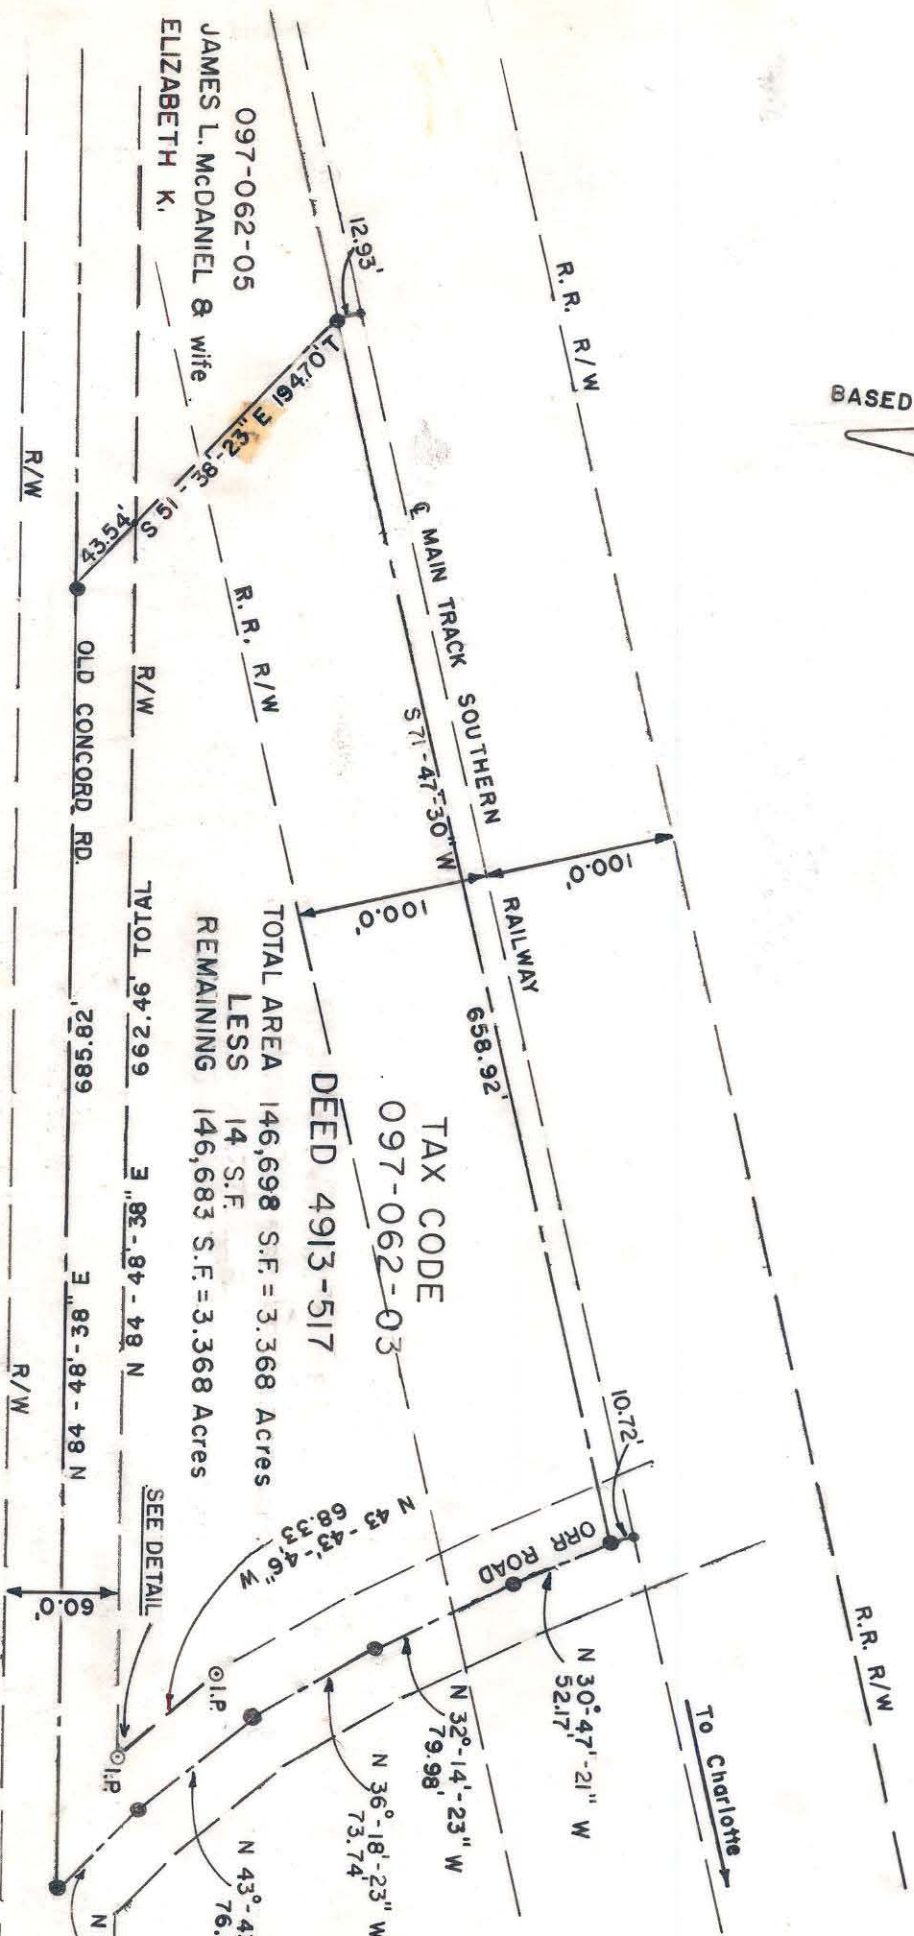 BASED
R.R. R/W
To Charlotte
R.R. R/W
12.93'
℄ MAIN TRACK SOUTHERN RAILWAY
S 71-47'-30" W
658.92'
10.72'
100.0'
100.0'
097-062-05
JAMES L. McDANIEL & wife
ELIZABETH K.
S 51-38-23" E 194.70' T
43.54'
R.R. R/W
TAX CODE
097-062-03
DEED 4913-517
TOTAL AREA 146,698 S.F. = 3.368 Acres
LESS 14 S.F.
REMAINING 146,683 S.F. = 3.368 Acres
ORR ROAD
N 30°-47'-21" W
52.17'
N 32°-14'-23" W
79.98'
N 36°-18'-23" W
73.74'
N 43°-4
76.
N
N 43-43'-46" W
68.33
I.P.
I.P.
SEE DETAIL
R/W
662.46' TOTAL
N 84-48'-38" E
OLD CONCORD RD.
685.82'
N 84-48'-38" E
60.0'
R/W
R/W